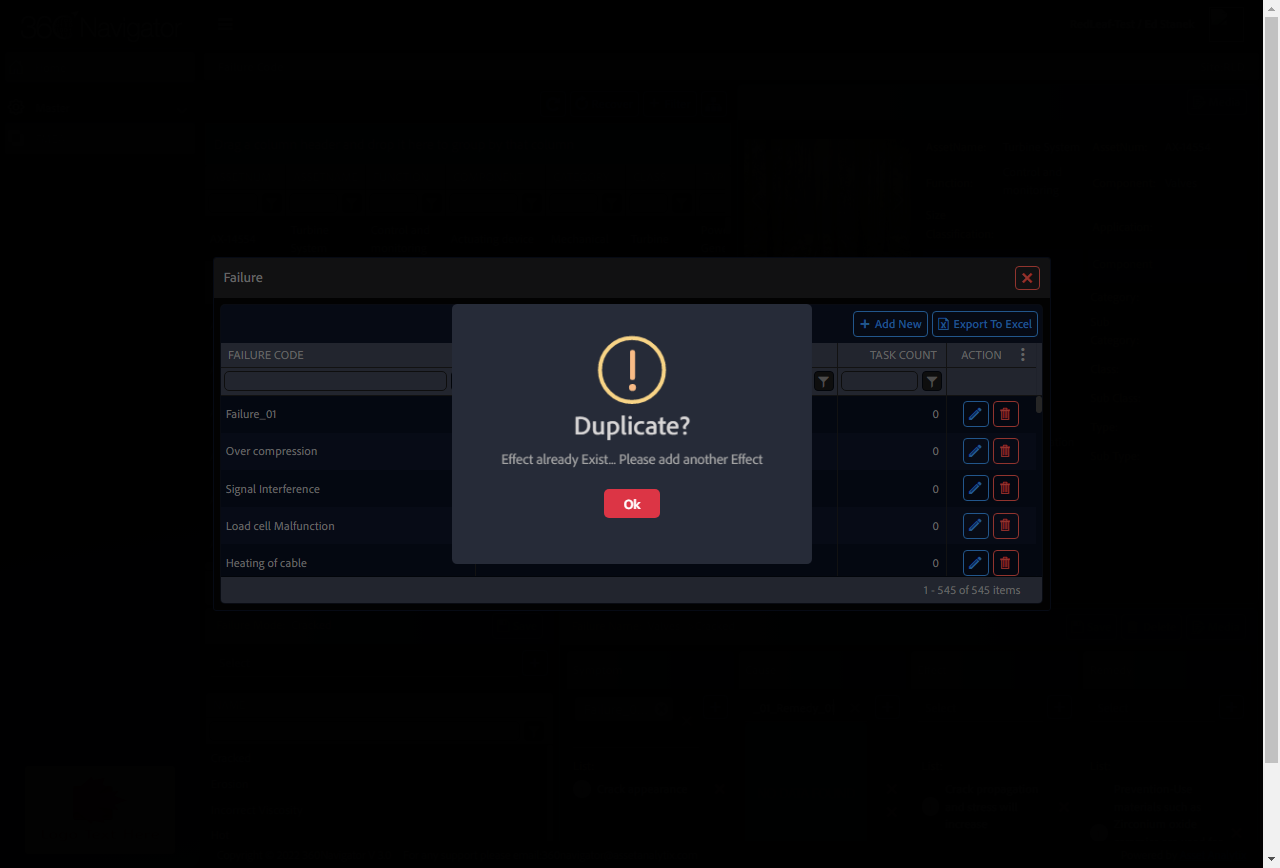 Failure
Add New
Export To Excel
FAILURE CODE
TASK COUNT
ACTION
Failure_01
0
Over compression
0
Signal Interference
0
Load cell Malfunction
0
Heating of cable
0
1 - 545 of 545 items
Duplicate?
Effect already Exist... Please add another Effect
Ok